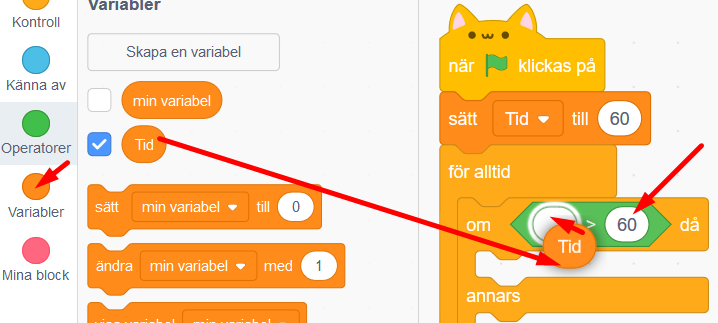 Kontroll
Känna av
Operatorer
Variabler
Mina block
Variabler
Skapa en variabel
min variabel
Tid
sätt min variabel till 0
ändra min variabel med 1
visa variabel min variabel
när klickas på
sätt Tid till 60
för alltid
om > 60 då
Tid
annars